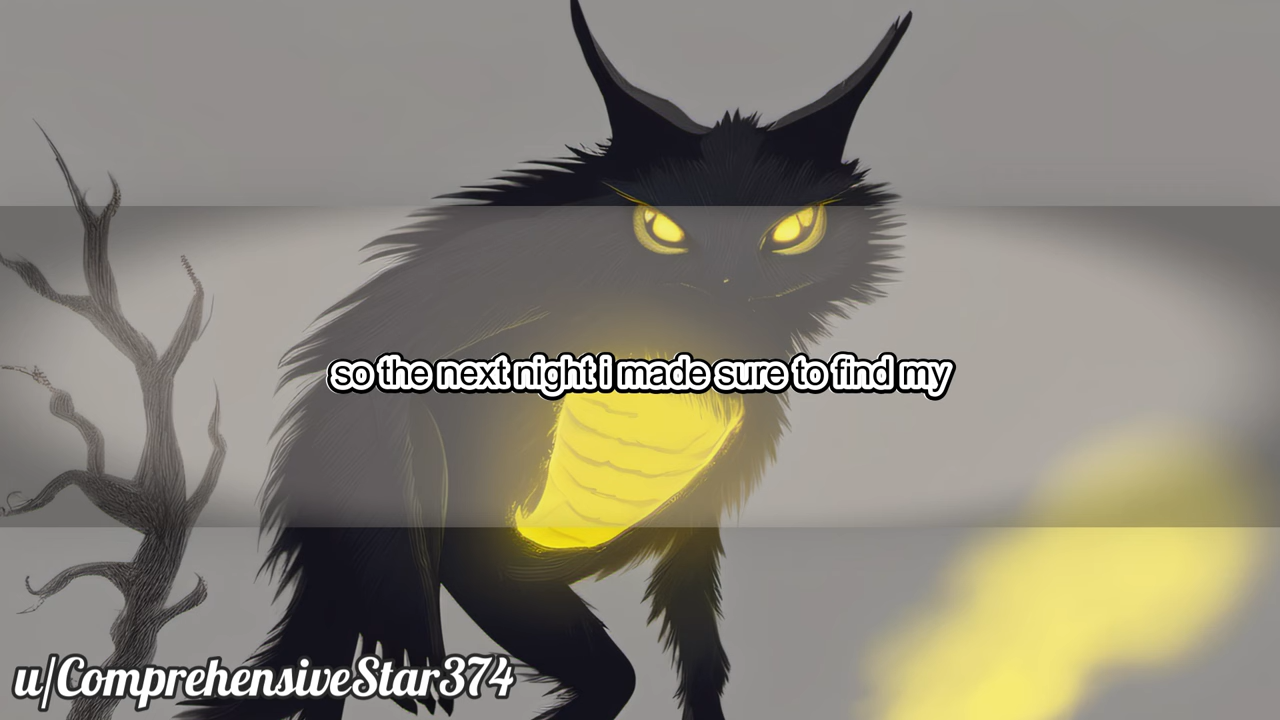 so the next night i made sure to find my
u/ComprehensiveStar374